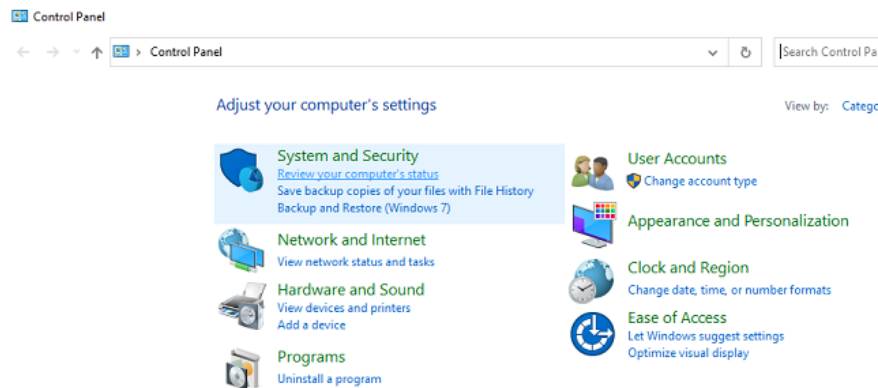 Control Panel
Control Panel
Search Control Pa
Adjust your computer's settings
View by:
Catego
System and Security
Review your computer's status
Save backup copies of your files with File History
Backup and Restore (Windows 7)
Network and Internet
View network status and tasks
Hardware and Sound
View devices and printers
Add a device
Programs
Uninstall a program
User Accounts
Change account type
Appearance and Personalization
Clock and Region
Change date, time, or number formats
Ease of Access
Let Windows suggest settings
Optimize visual display